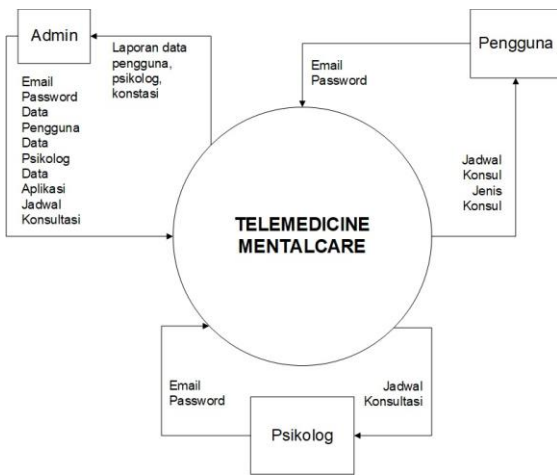 Admin
Laporan data
pengguna,
psikolog,
konstasi
Email
Password
Data
Pengguna
Data
Psikolog
Data
Aplikasi
Jadwal
Konsultasi
Pengguna
Email
Password
Jadwal
Konsul
Jenis
Konsul
TELEMEDICINE
MENTALCARE
Email
Password
Jadwal
Konsultasi
Psikolog